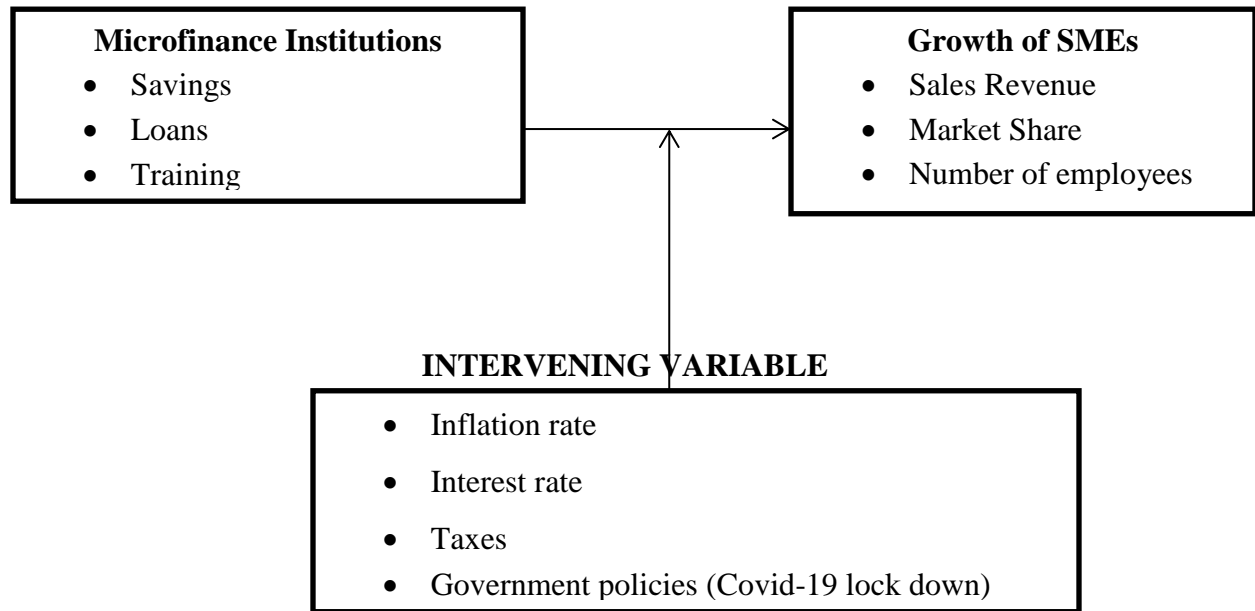 Microfinance Institutions
• Savings
• Loans
• Training
Growth of SMEs
• Sales Revenue
• Market Share
• Number of employees
INTERVENING VARIABLE
• Inflation rate
• Interest rate
• Taxes
• Government policies (Covid-19 lock down)